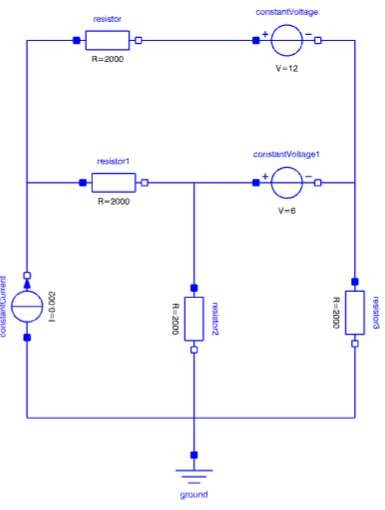 resistor
constantVoltage
+
−
R=2000
V=12
resistor1
constantVoltage1
+
−
R=2000
V=6
constantCurrent
I=0.002
R=2000
resistor2
R=2000
resistor3
ground